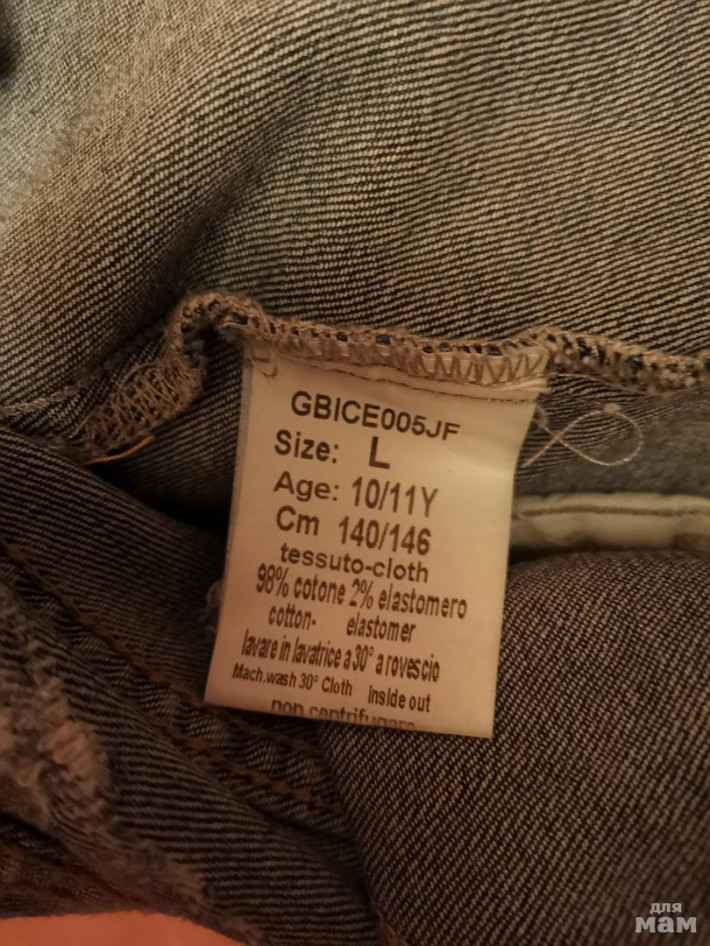 GBICE005JF
Size: L
Age: 10/11Y
Cm 140/146
tessuto-cloth
98% cotone 2% elastomero
cotton- elastomer
lavare in lavatrice a 30° a rovescio
Mach.wash 30° Cloth inside out
non centrifugare
для
мам